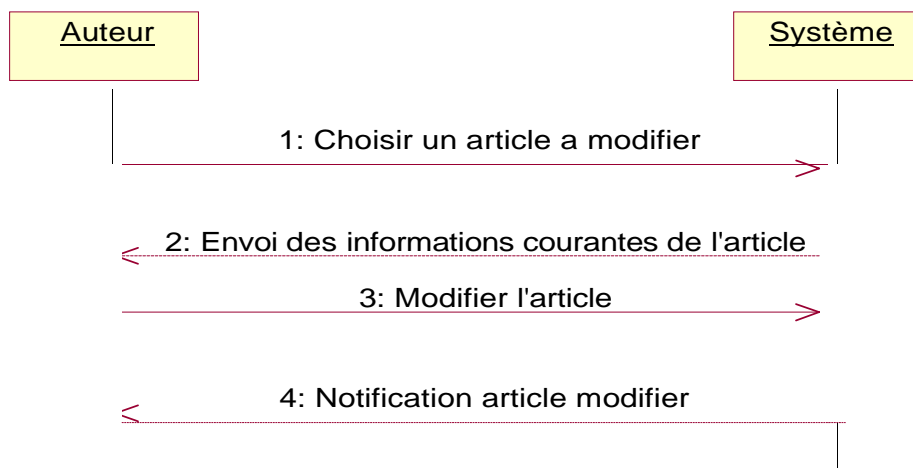 Auteur
Système
1: Choisir un article a modifier
2: Envoi des informations courantes de l'article
3: Modifier l'article
4: Notification article modifier